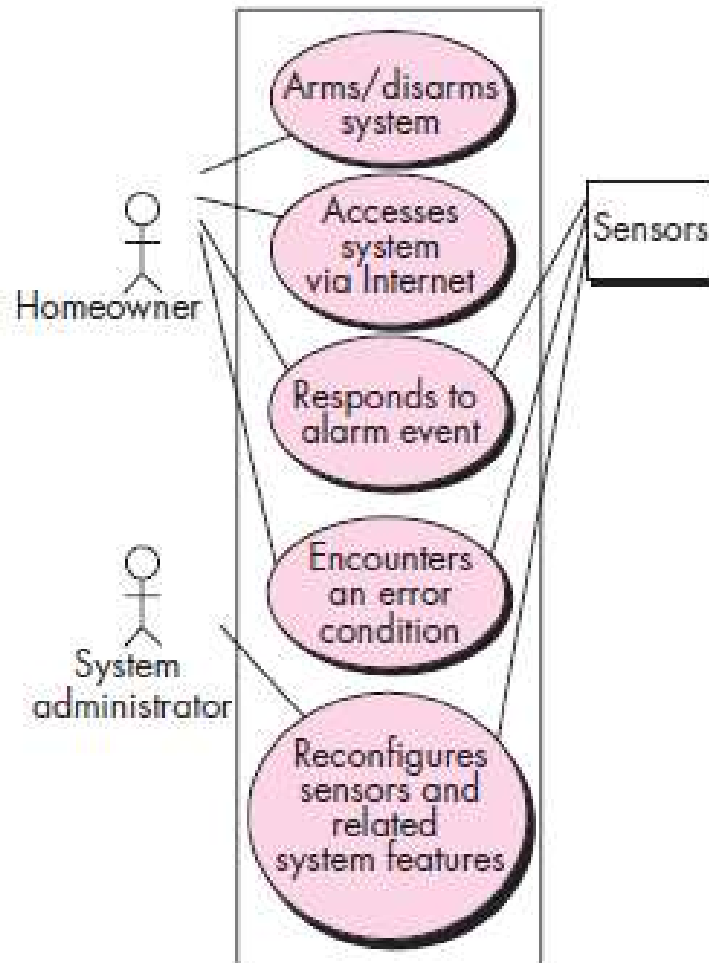 Arms/disarms
system
Accesses
system
via Internet
Sensors
Homeowner
Responds to
alarm event
Encounters
an error
condition
System
administrator
Reconfigures
sensors and
related
system features